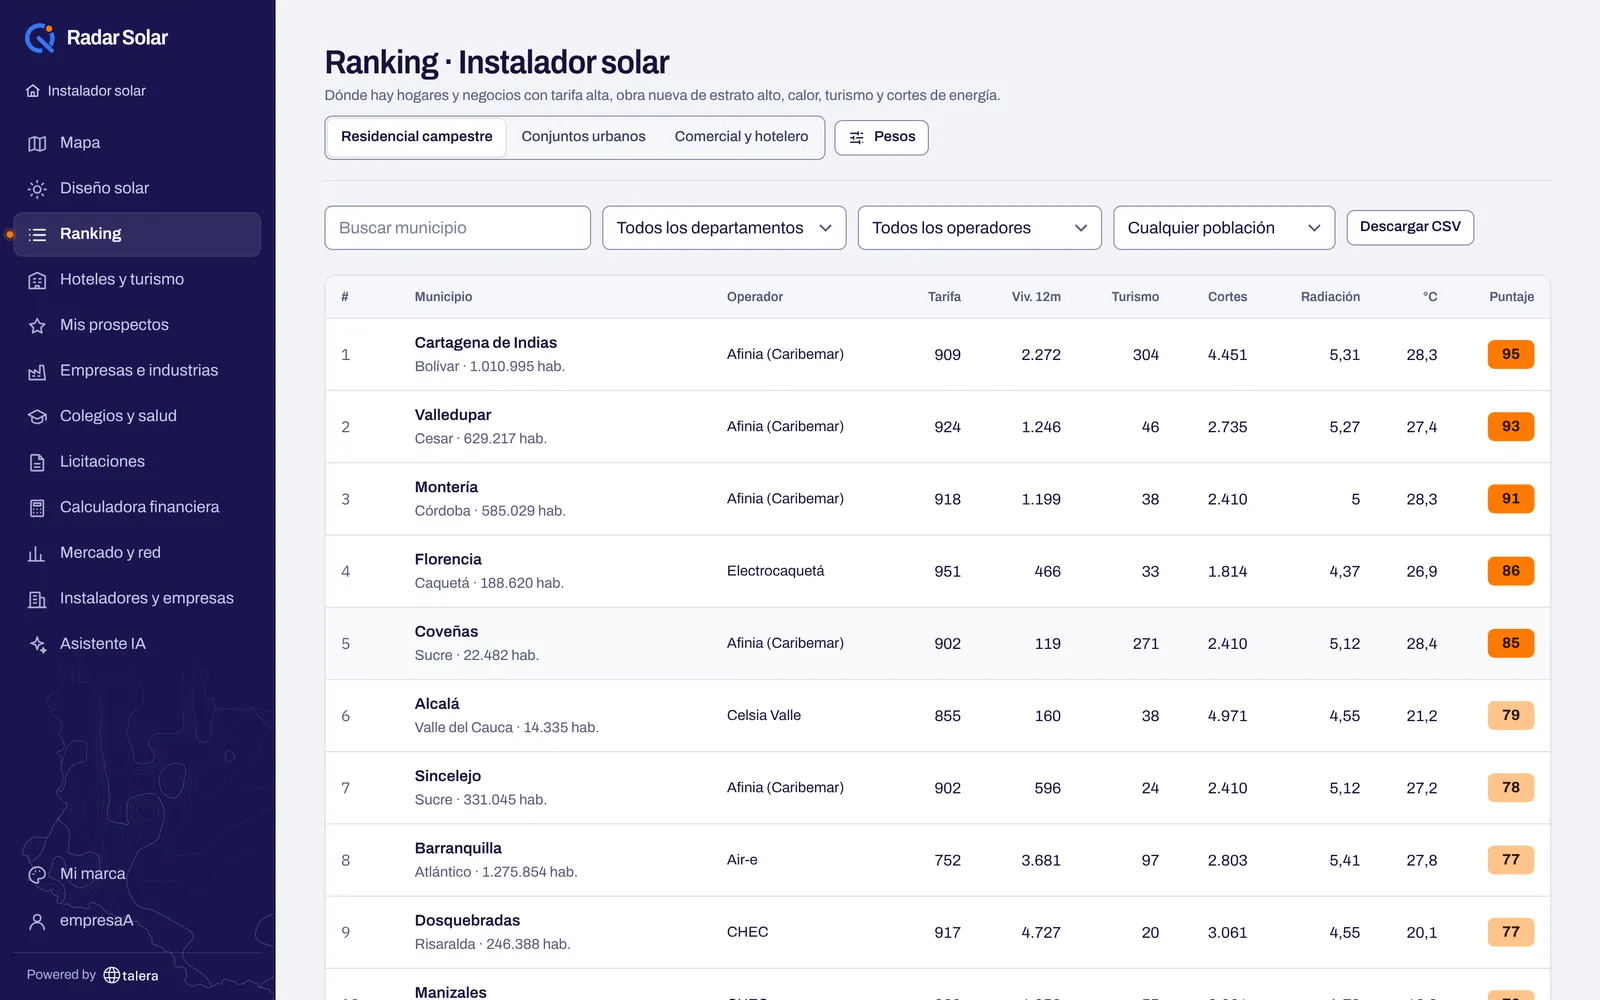 Radar Solar
Instalador solar
Mapa
Diseño solar
Ranking
Hoteles y turismo
Mis prospectos
Empresas e industrias
Colegios y salud
Licitaciones
Calculadora financiera
Mercado y red
Instaladores y empresas
Asistente IA
Mi marca
empresaA
Powered by talera
Ranking · Instalador solar
Dónde hay hogares y negocios con tarifa alta, obra nueva de estrato alto, calor, turismo y cortes de energía.
Residencial campestre Conjuntos urbanos Comercial y hotelero Pesos
Buscar municipio Todos los departamentos Todos los operadores Cualquier población Descargar CSV
# Municipio Operador Tarifa Viv. 12m Turismo Cortes Radiación °C Puntaje
1 Cartagena de Indias Afinia (Caribemar) 909 2.272 304 4.451 5,31 28,3 95
Bolívar · 1.010.995 hab.
2 Valledupar Afinia (Caribemar) 924 1.246 46 2.735 5,27 27,4 93
Cesar · 629.217 hab.
3 Montería Afinia (Caribemar) 918 1.199 38 2.410 5 28,3 91
Córdoba · 585.029 hab.
4 Florencia Electrocaquetá 951 466 33 1.814 4,37 26,9 86
Caquetá · 188.620 hab.
5 Coveñas Afinia (Caribemar) 902 119 271 2.410 5,12 28,4 85
Sucre · 22.482 hab.
6 Alcalá Celsia Valle 855 160 38 4.971 4,55 21,2 79
Valle del Cauca · 14.335 hab.
7 Sincelejo Afinia (Caribemar) 902 596 24 2.410 5,12 27,2 78
Sucre · 331.045 hab.
8 Barranquilla Air-e 752 3.681 97 2.803 5,41 27,8 77
Atlántico · 1.275.854 hab.
9 Dosquebradas CHEC 917 4.727 20 3.061 4,55 20,1 77
Risaralda · 246.388 hab.
Manizales